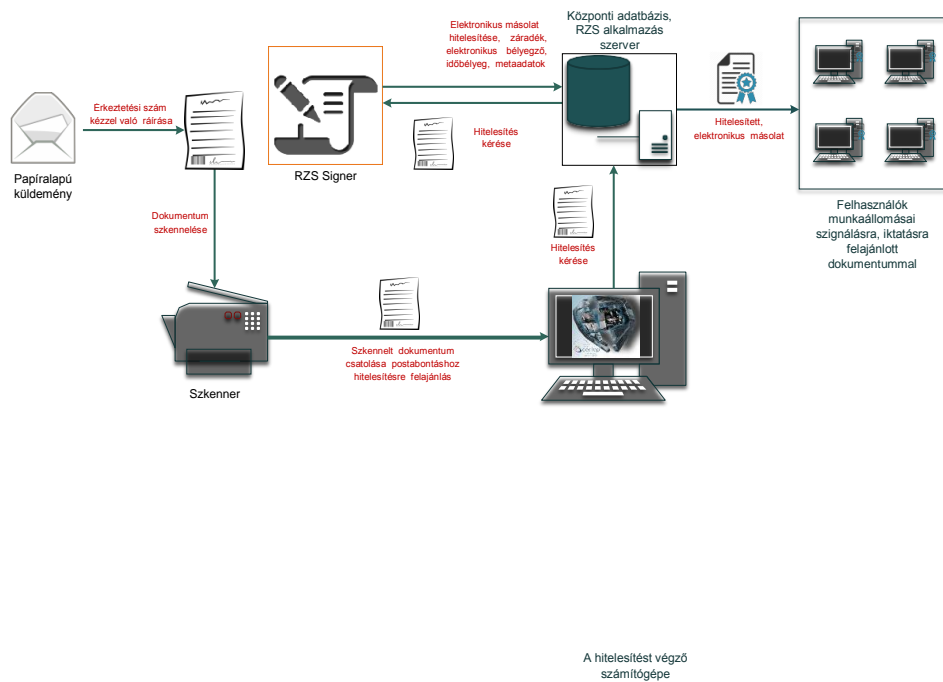 Elektronikus másolat
hitelesítése, záradék,
elektronikus bélyegző,
időbélyeg, metaadatok
Központi adatbázis,
RZS alkalmazás
szerver
Érkeztetési szám
kézzel való ráírása
Papíralapú
küldemény
RZS Signer
Hitelesítés
kérése
Hitelesített,
elektronikus másolat
Felhasználók
munkaállomásai
szignálásra, iktatásra
felajánlott
dokumentummal
Dokumentum
szkennelése
Hitelesítés
kérése
Szkennelt dokumentum
csatolása postabontáshoz
hitelesítésre felajánlás
Szkenner
A hitelesítést végző
számítógépe